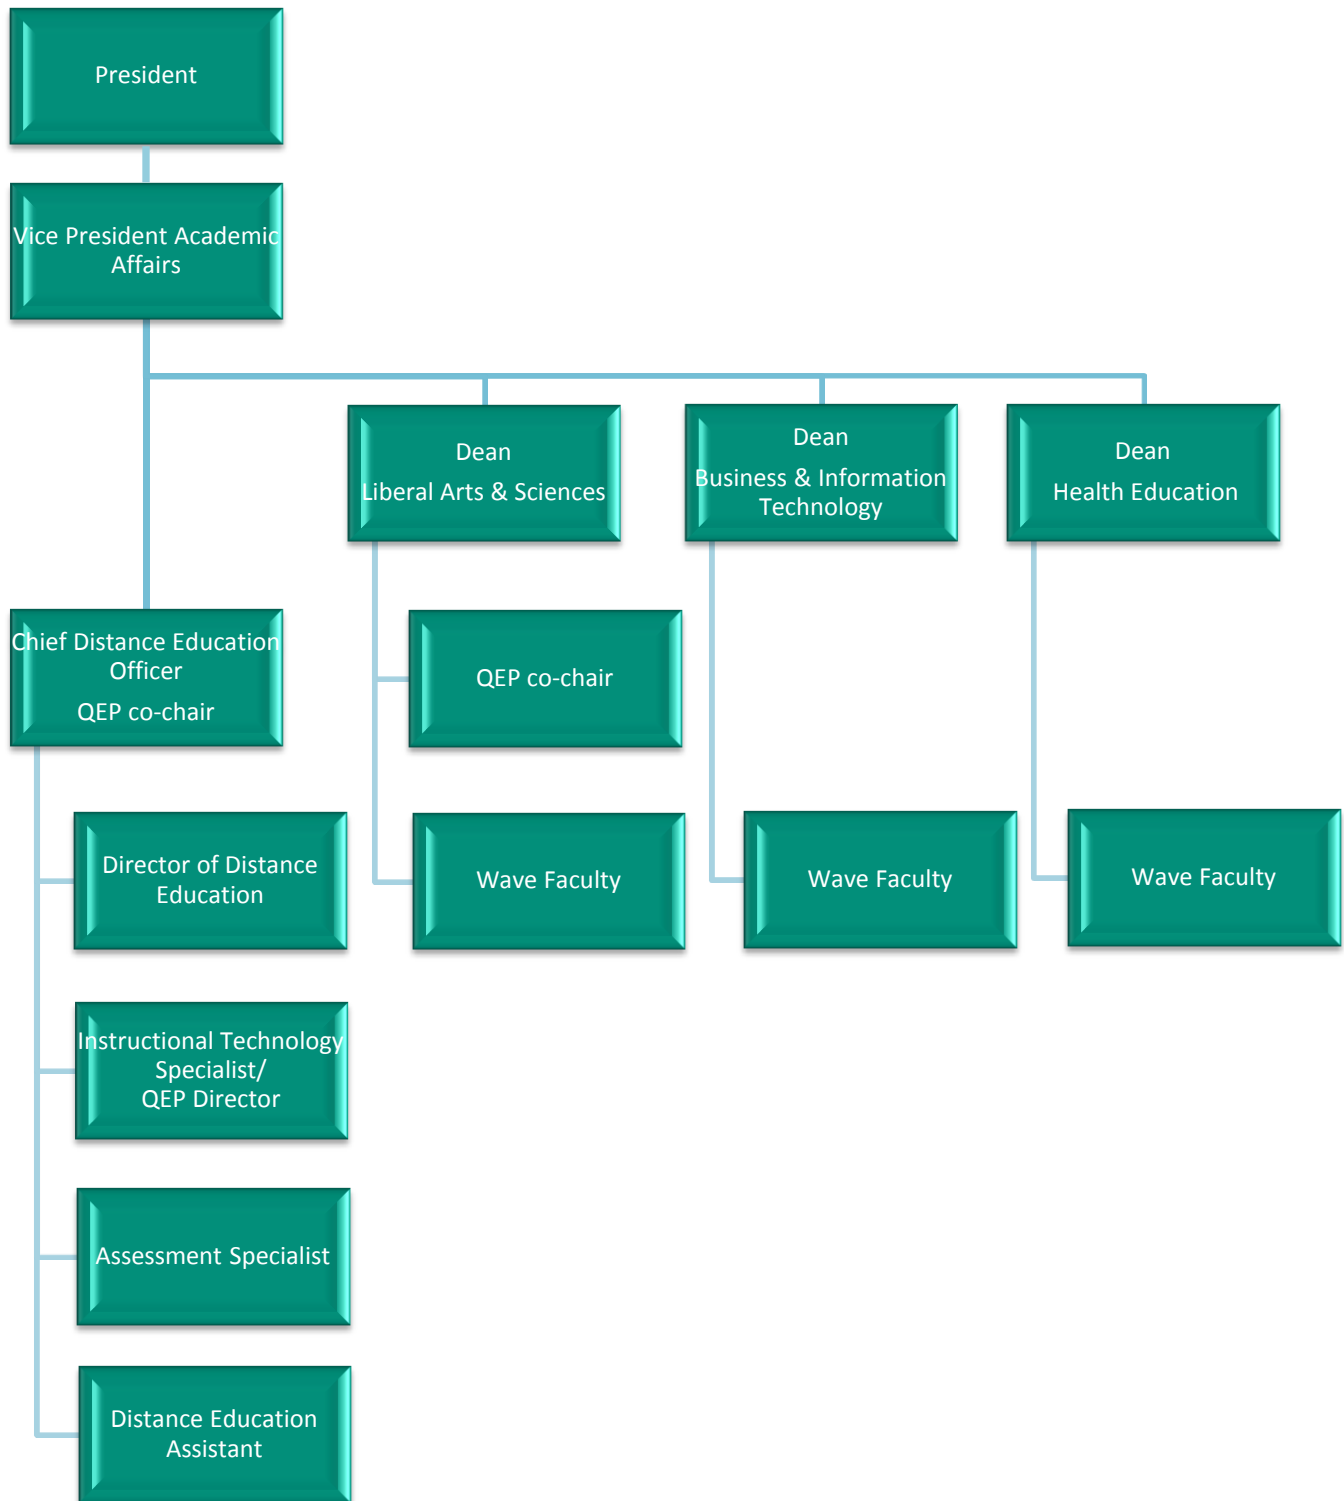 President
Vice President Academic
Affairs
Dean
Liberal Arts & Sciences
Dean
Business & Information
Technology
Dean
Health Education
Chief Distance Education
Officer
QEP co-chair
QEP co-chair
Director of Distance
Education
Wave Faculty
Wave Faculty
Wave Faculty
Instructional Technology
Specialist/
QEP Director
Assessment Specialist
Distance Education
Assistant